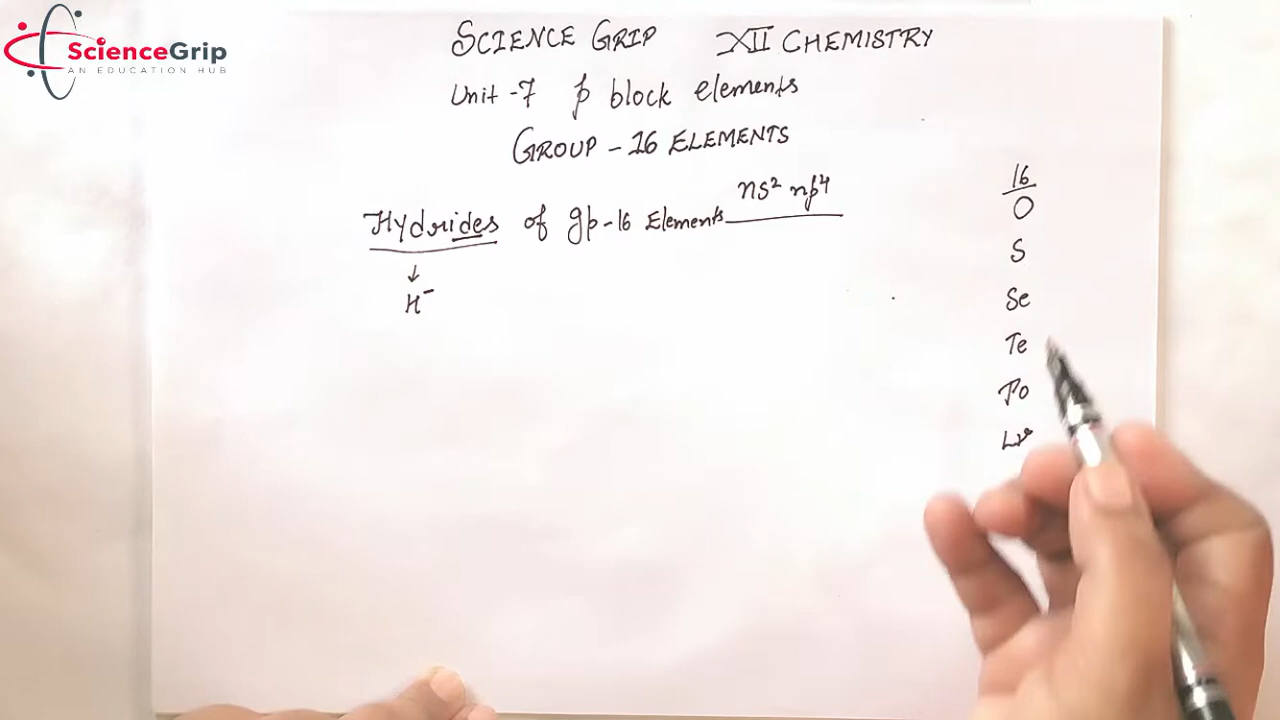 ScienceGrip
AN EDUCATION HUB
SCIENCE GRIP XII CHEMISTRY
Unit -7 p block elements
GROUP - 16 ELEMENTS
Hydrides of gp-16 Elements ns² np⁴
↓
H⁻
16
O
S
Se
Te
Po
Lv